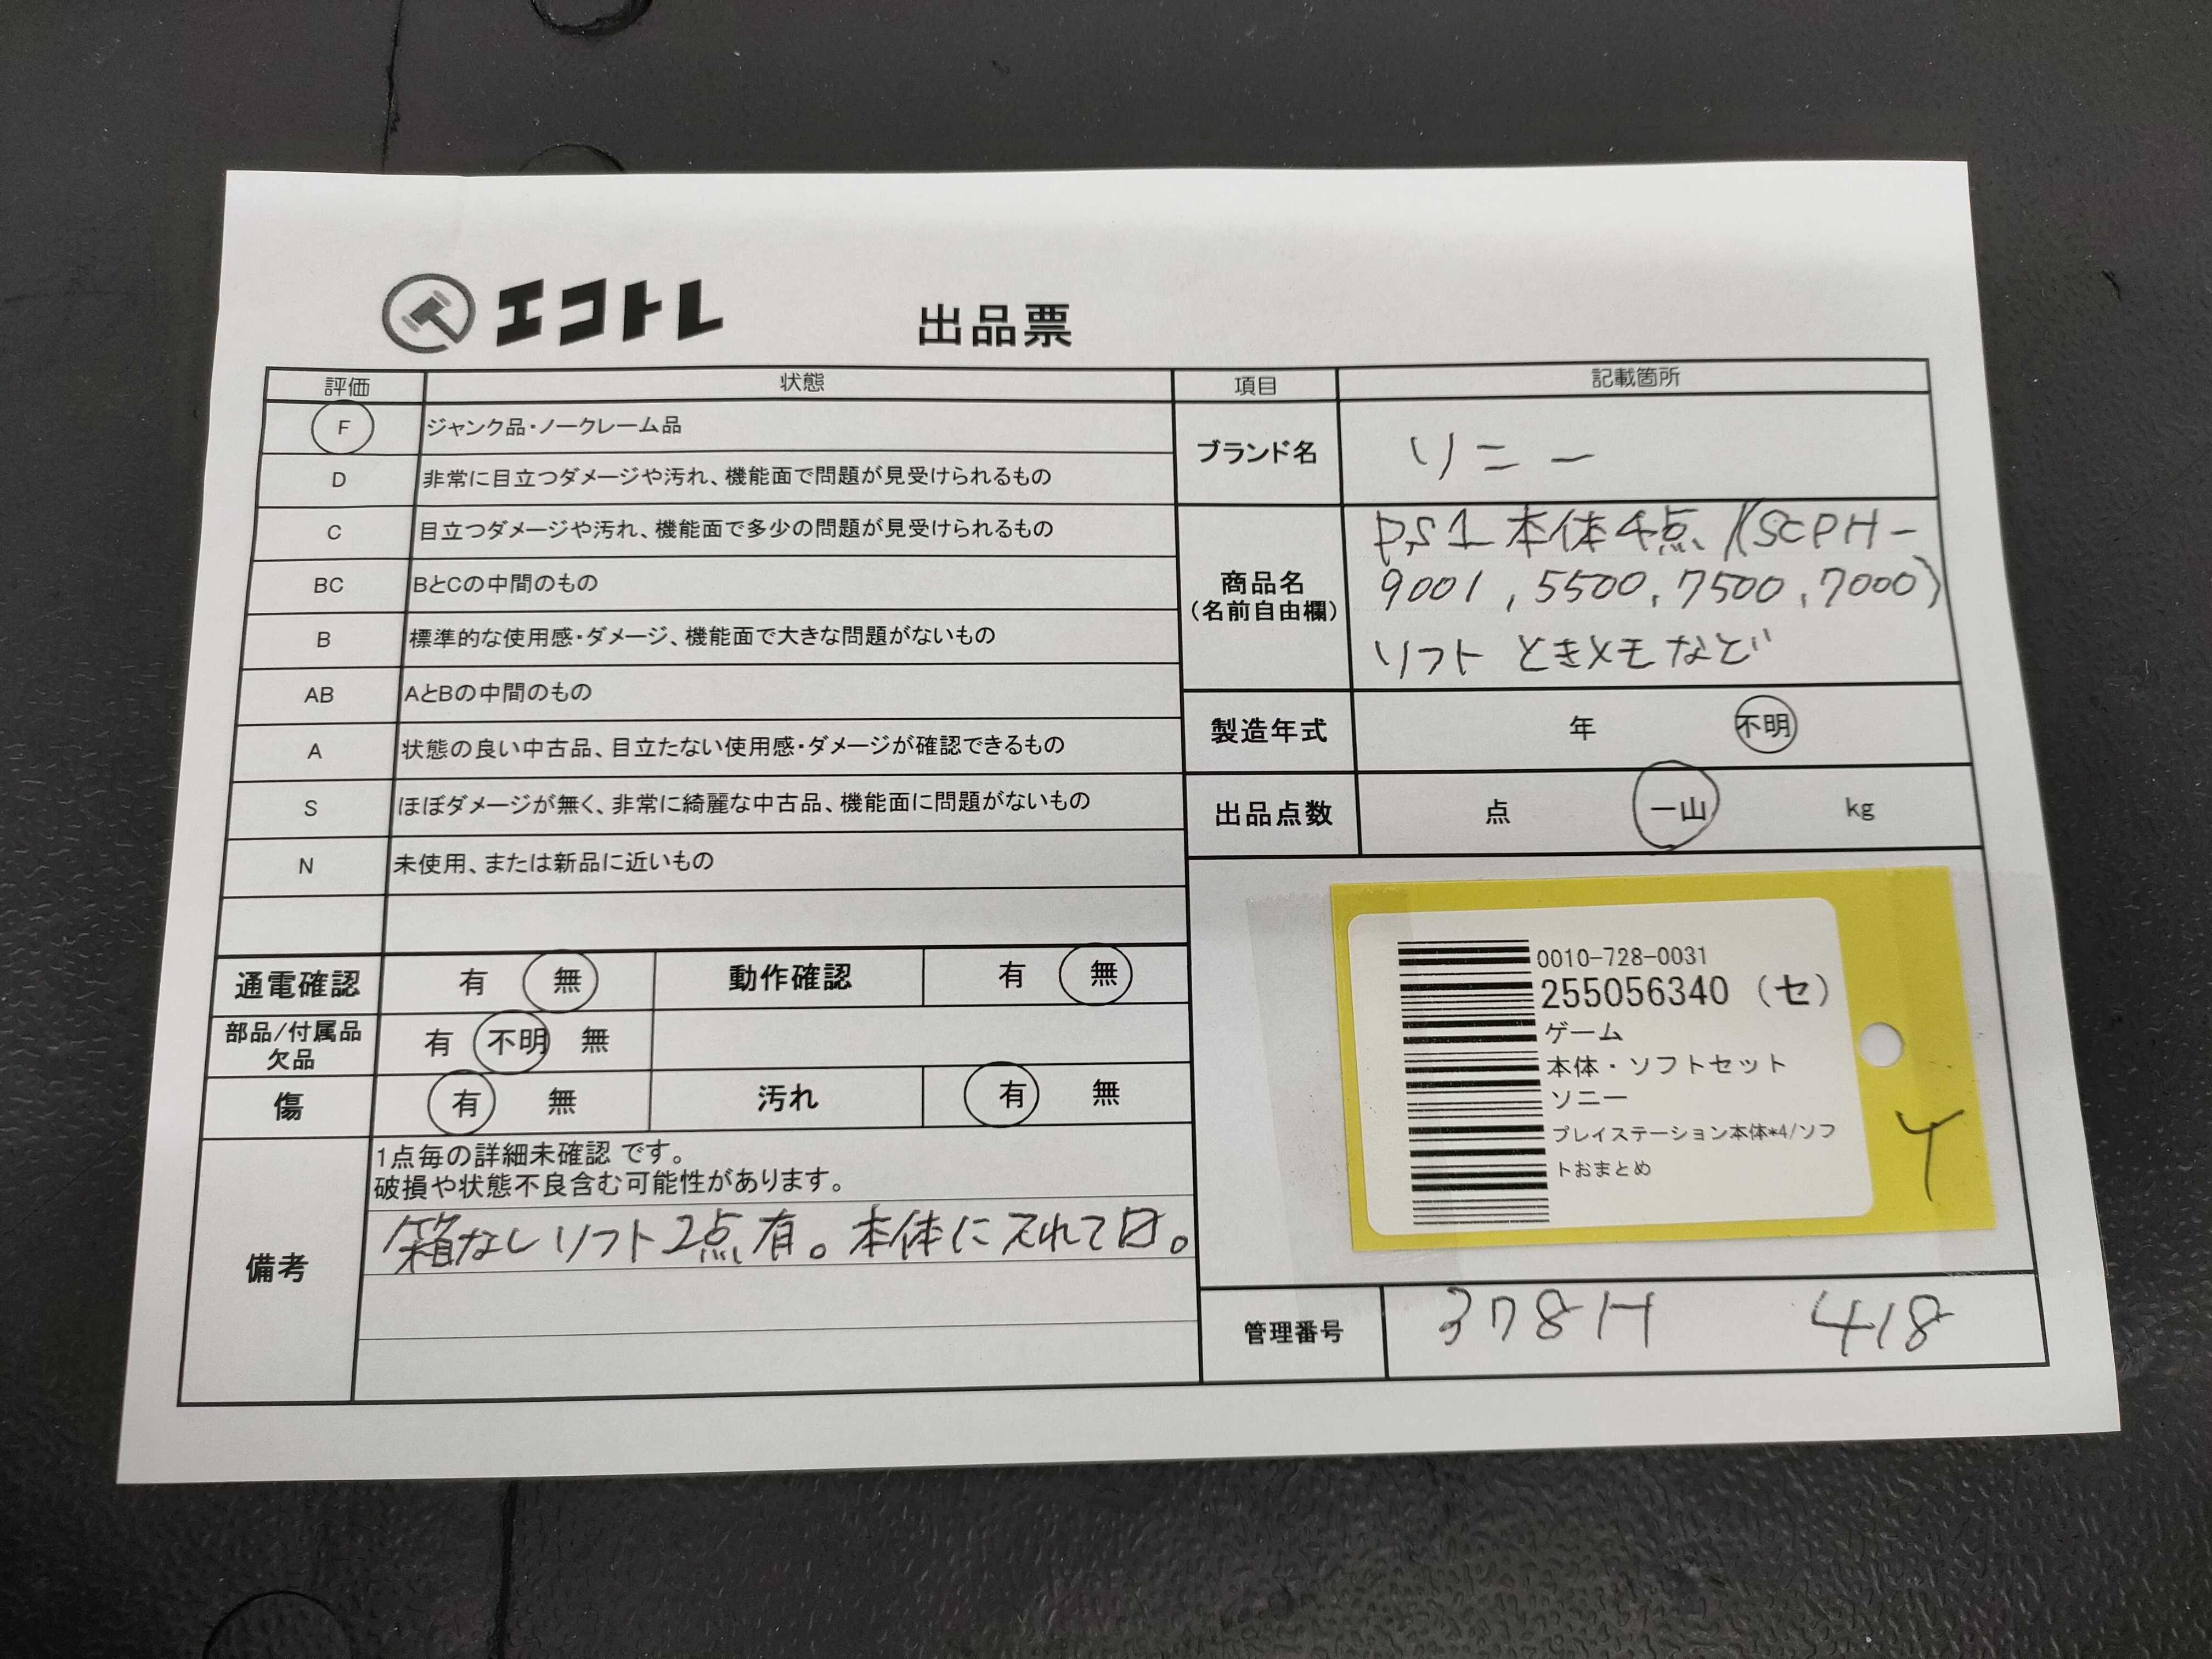 エコトレ
出品票
評価 状態
F ジャンク品・ノークレーム品
D 非常に目立つダメージや汚れ、機能面で問題が見受けられるもの
C 目立つダメージや汚れ、機能面で多少の問題が見受けられるもの
BC BとCの中間のもの
B 標準的な使用感・ダメージ、機能面で大きな問題がないもの
AB AとBの中間のもの
A 状態の良い中古品、目立たない使用感・ダメージが確認できるもの
S ほぼダメージが無く、非常に綺麗な中古品、機能面に問題がないもの
N 未使用、または新品に近いもの
通電確認 有 無 動作確認 有 無
部品/付属品
欠品
有 不明 無
傷 有 無 汚れ 有 無
備考
1点毎の詳細未確認 です。
破損や状態不良含む可能性があります。
箱なしソフト2点有。本体に入れて
項目 記載箇所
ブランド名 ソニー
商品名
(名前自由欄)
PS1 本体4点 (SCPH-
9001, 5500, 7500, 7000)
ソフト ときメモなど
製造年式 年 不明
出品点数 点 一山 kg
0010-728-0031
255056340 (セ)
ゲーム
本体・ソフトセット
ソニー
プレイステーション本体*4/ソフ
トおまとめ
管理番号 378H 418